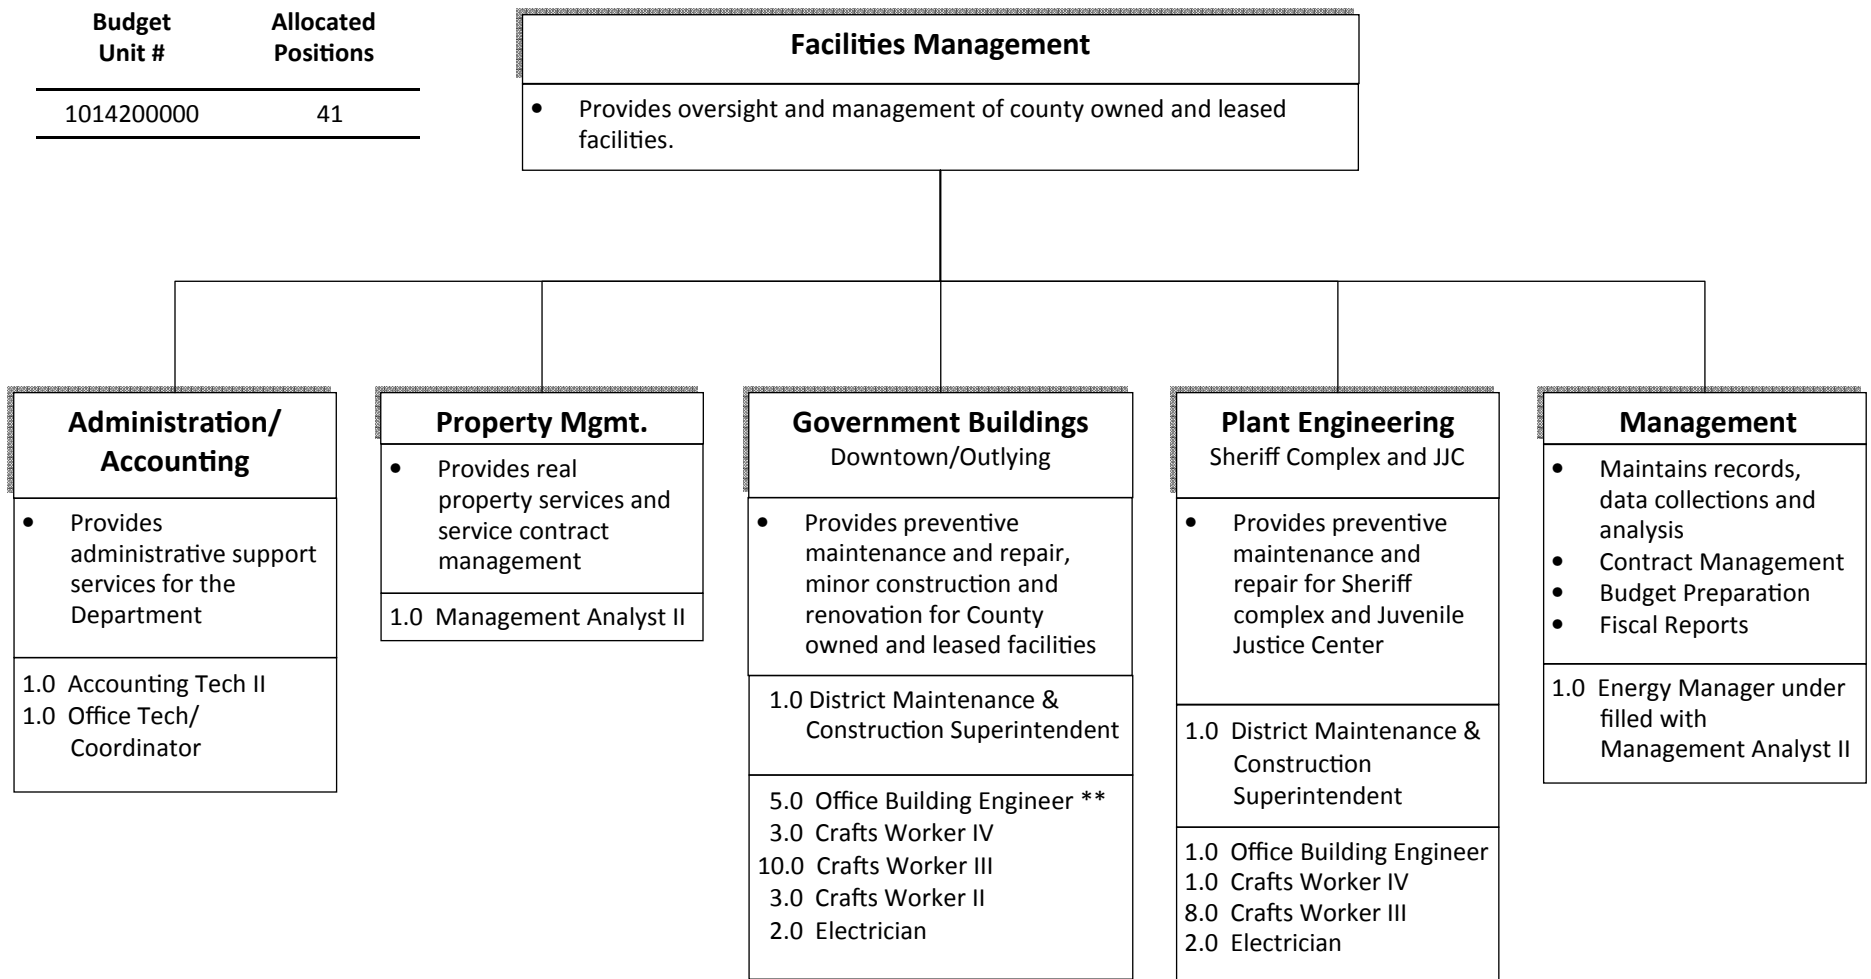 Budget
Unit #
Allocated
Positions
1014200000
41
Facilities Management
• Provides oversight and management of county owned and leased
facilities.
Administration/
Accounting
• Provides
administrative support
services for the
Department
1.0 Accounting Tech II
1.0 Office Tech/
Coordinator
Property Mgmt.
• Provides real
property services and
service contract
management
1.0 Management Analyst II
Government Buildings
Downtown/Outlying
• Provides preventive
maintenance and repair,
minor construction and
renovation for County
owned and leased facilities
1.0 District Maintenance &
Construction Superintendent
5.0 Office Building Engineer **
3.0 Crafts Worker IV
10.0 Crafts Worker III
3.0 Crafts Worker II
2.0 Electrician
Plant Engineering
Sheriff Complex and JJC
• Provides preventive
maintenance and
repair for Sheriff
complex and Juvenile
Justice Center
1.0 District Maintenance &
Construction
Superintendent
1.0 Office Building Engineer
1.0 Crafts Worker IV
8.0 Crafts Worker III
2.0 Electrician
Management
• Maintains records,
data collections and
analysis
• Contract Management
• Budget Preparation
• Fiscal Reports
1.0 Energy Manager under
filled with
Management Analyst II